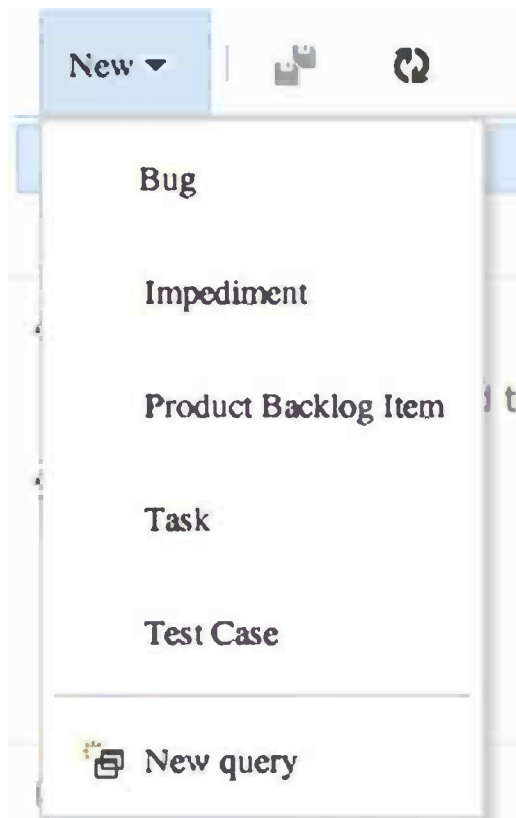 New
Bug
Impediment
Product Backlog Item
Task
Test Case
New query